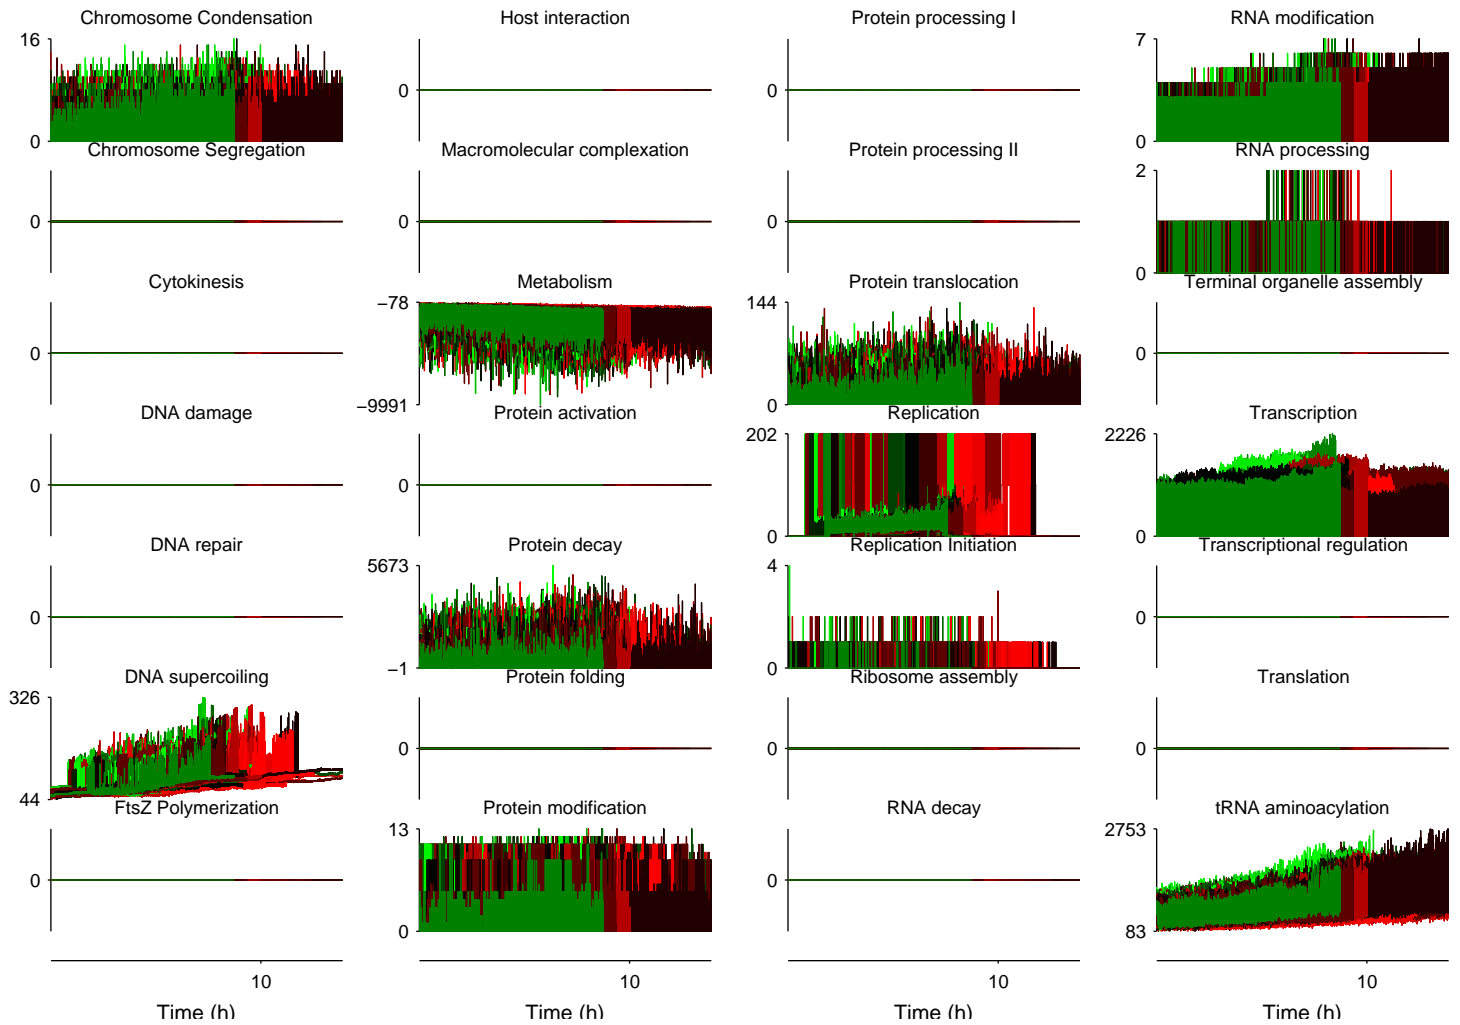 Chromosome Condensation
16
0
Chromosome Segregation
0
Cytokinesis
0
DNA damage
0
DNA repair
0
DNA supercoiling
326
44
FtsZ Polymerization
0
10
Time (h)
Host interaction
0
Macromolecular complexation
0
Metabolism
−78
−9991
Protein activation
0
Protein decay
5673
−1
Protein folding
0
Protein modification
13
0
10
Time (h)
Protein processing I
0
Protein processing II
0
Protein translocation
144
0
Replication
202
0
Replication Initiation
4
0
Ribosome assembly
0
RNA decay
0
10
Time (h)
RNA modification
7
0
RNA processing
2
0
Terminal organelle assembly
0
Transcription
2226
0
Transcriptional regulation
0
Translation
0
tRNA aminoacylation
2753
83
10
Time (h)